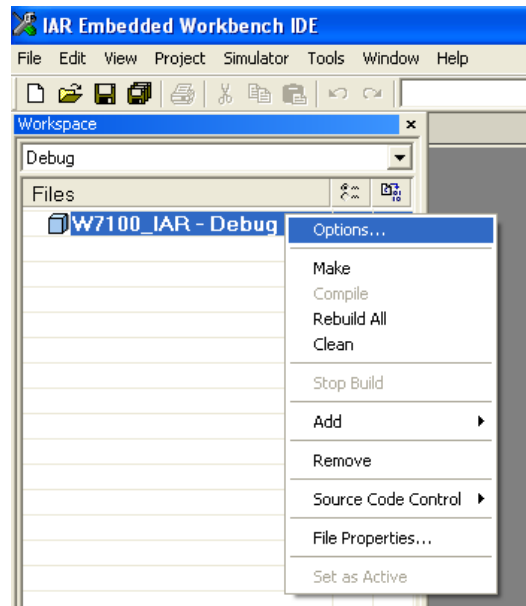 IAR Embedded Workbench IDE
File Edit View Project Simulator Tools Window Help
Workspace
Debug
Files
W7100_IAR - Debug
Options...
Make
Compile
Rebuild All
Clean
Stop Build
Add
Remove
Source Code Control
File Properties...
Set as Active